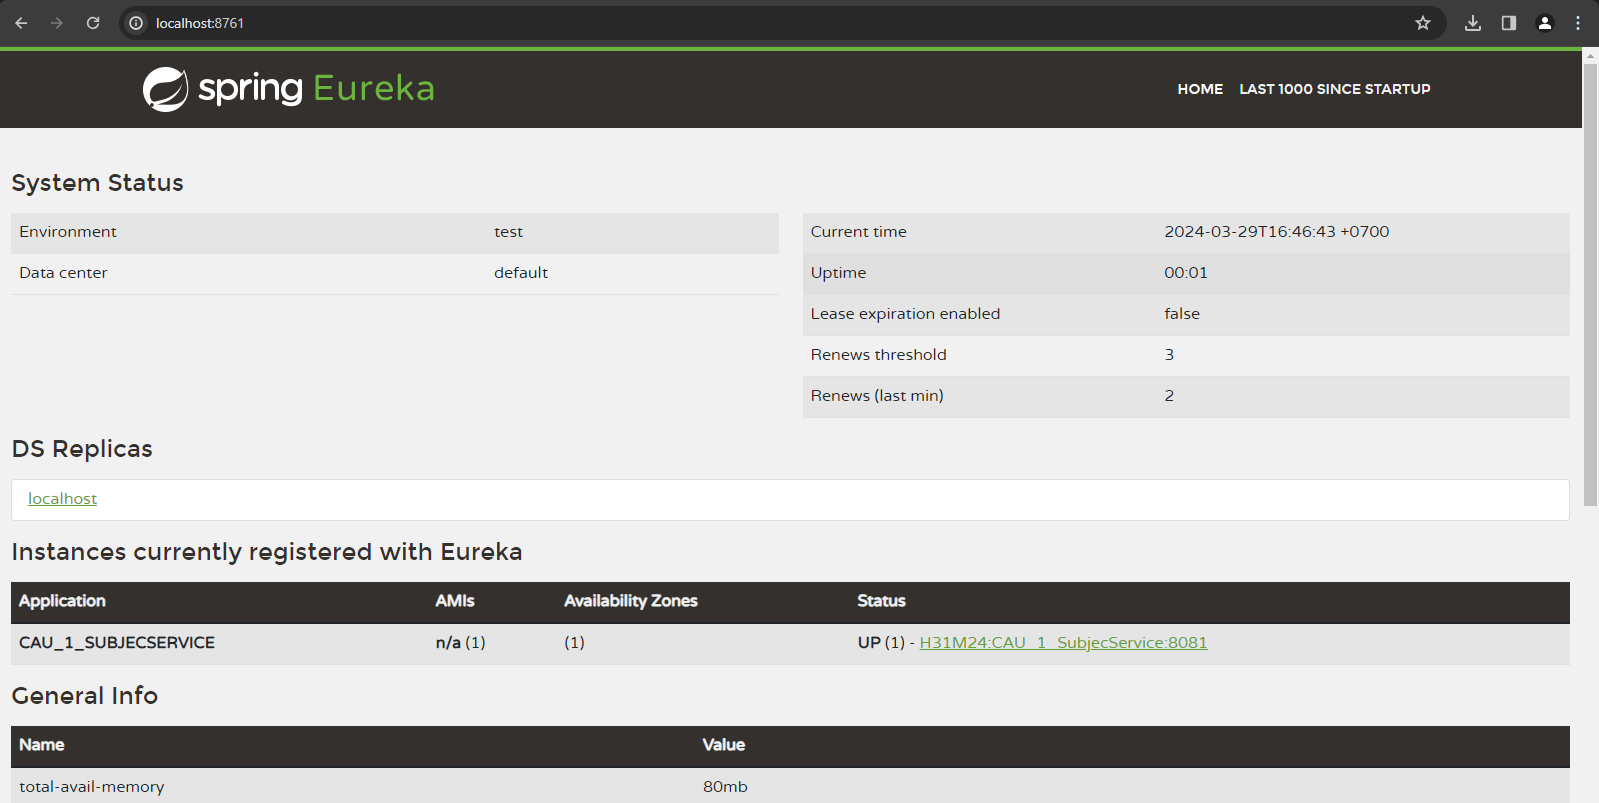 localhost:8761
spring Eureka
HOME LAST 1000 SINCE STARTUP
System Status
Environment test
Data center default
Current time 2024-03-29T16:46:43 +0700
Uptime 00:01
Lease expiration enabled false
Renews threshold 3
Renews (last min) 2
DS Replicas
localhost
Instances currently registered with Eureka
Application AMIs Availability Zones Status
CAU_1_SUBJECSERVICE n/a (1) (1) UP (1) - H31M24:CAU_1_SubjecService:8081
General Info
Name Value
total-avail-memory 80mb